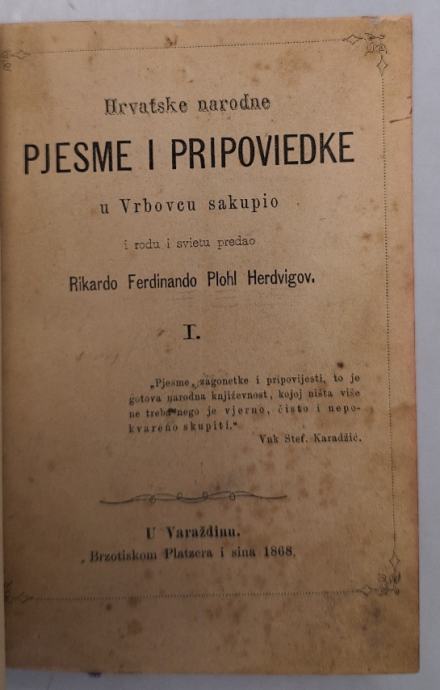 Hrvatske narodne
PJESME I PRIPOVIEDKE
u Vrbovcu sakupio
i rodu i svietu predao
Rikardo Ferdinando Plohl Herdvigov.
I.
„Pjesme, zagonetke i pripovijesti, to je
gotova narodna književnost, kojoj ništa više
ne treba nego je vjerno, čisto i nepo-
kvareno skupiti.“
Vuk Stef. Karadžić.
U Varaždinu.
Brzotiskom Platzera i sina 1868.